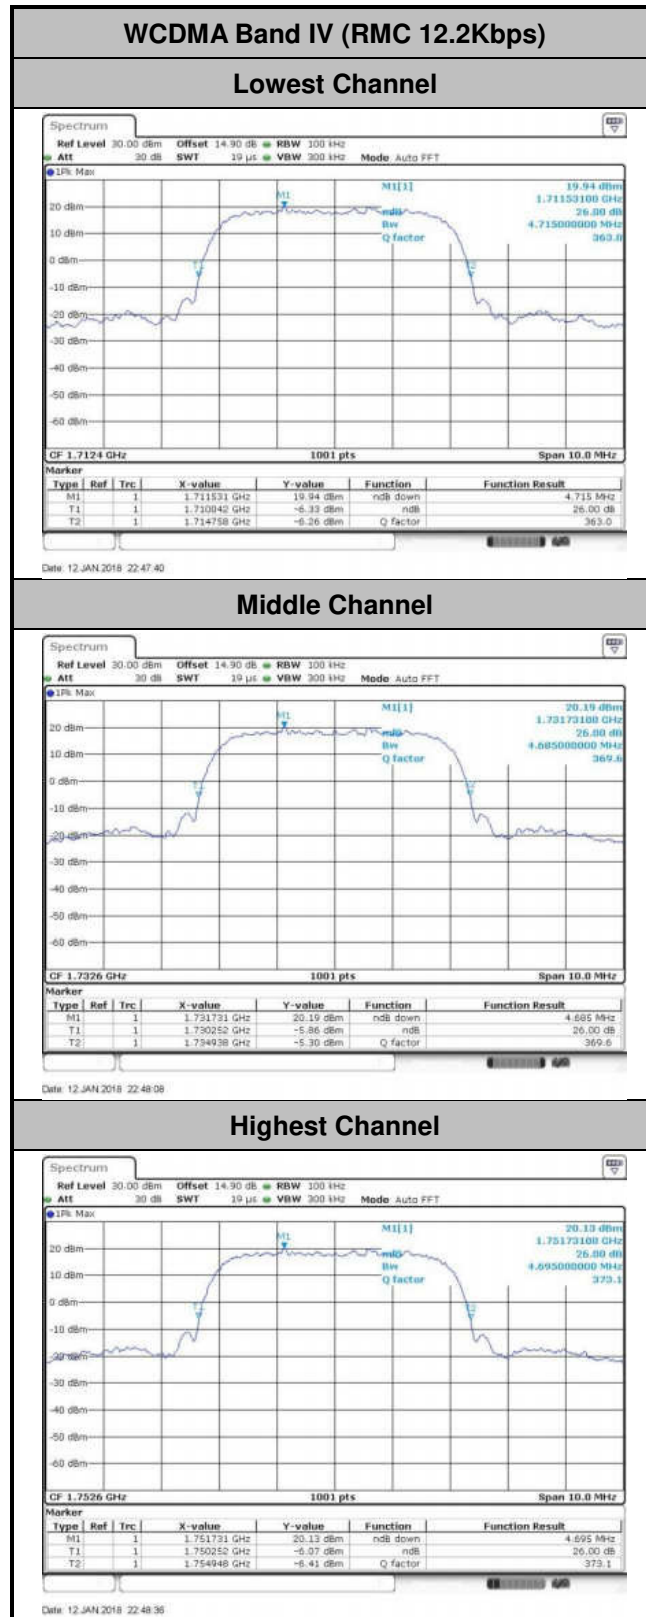 WCDMA Band IV (RMC 12.2Kbps)
Lowest Channel
Spectrum
Ref Level 30.00 dBm Offset 14.90 dB RBW 100 kHz
Att 30 dB SWT 19 µs VBW 300 kHz Mode Auto FFT
1Pk Max
M1[1] 19.94 dBm
1.71153100 GHz
M1
20 dBm
ndB 26.00 dB
Bw 4.715000000 MHz
10 dBm
Q factor 363.0
0 dBm
T1
T2
-10 dBm
-20 dBm
-30 dBm
-40 dBm
-50 dBm
-60 dBm
CF 1.7124 GHz 1001 pts Span 10.0 MHz
Marker
Type Ref Trc X-value Y-value Function Function Result
M1 1 1.711531 GHz 19.94 dBm ndB down 4.715 MHz
T1 1 1.710042 GHz -6.33 dBm ndB 26.00 dB
T2 1 1.714758 GHz -6.26 dBm Q factor 363.0
Date: 12.JAN.2018 22:47:40
Middle Channel
Spectrum
Ref Level 30.00 dBm Offset 14.90 dB RBW 100 kHz
Att 30 dB SWT 19 µs VBW 300 kHz Mode Auto FFT
1Pk Max
M1[1] 20.19 dBm
1.73173100 GHz
M1
20 dBm
ndB 26.00 dB
Bw 4.685000000 MHz
10 dBm
Q factor 369.6
0 dBm
-10 dBm
-20 dBm
-30 dBm
-40 dBm
-50 dBm
-60 dBm
CF 1.7326 GHz 1001 pts Span 10.0 MHz
Marker
Type Ref Trc X-value Y-value Function Function Result
M1 1 1.731731 GHz 20.19 dBm ndB down 4.685 MHz
T1 1 1.730252 GHz -5.86 dBm ndB 26.00 dB
T2 1 1.734938 GHz -5.30 dBm Q factor 369.6
Date: 12.JAN.2018 22:48:08
Highest Channel
Spectrum
Ref Level 30.00 dBm Offset 14.90 dB RBW 100 kHz
Att 30 dB SWT 19 µs VBW 300 kHz Mode Auto FFT
1Pk Max
M1[1] 20.13 dBm
1.75173100 GHz
M1
20 dBm
ndB 26.00 dB
Bw 4.695000000 MHz
10 dBm
Q factor 373.1
0 dBm
-10 dBm
-20 dBm
-30 dBm
-40 dBm
-50 dBm
-60 dBm
CF 1.7526 GHz 1001 pts Span 10.0 MHz
Marker
Type Ref Trc X-value Y-value Function Function Result
M1 1 1.751731 GHz 20.13 dBm ndB down 4.695 MHz
T1 1 1.750252 GHz -6.07 dBm ndB 26.00 dB
T2 1 1.754948 GHz -6.41 dBm Q factor 373.1
Date: 12.JAN.2018 22:48:36